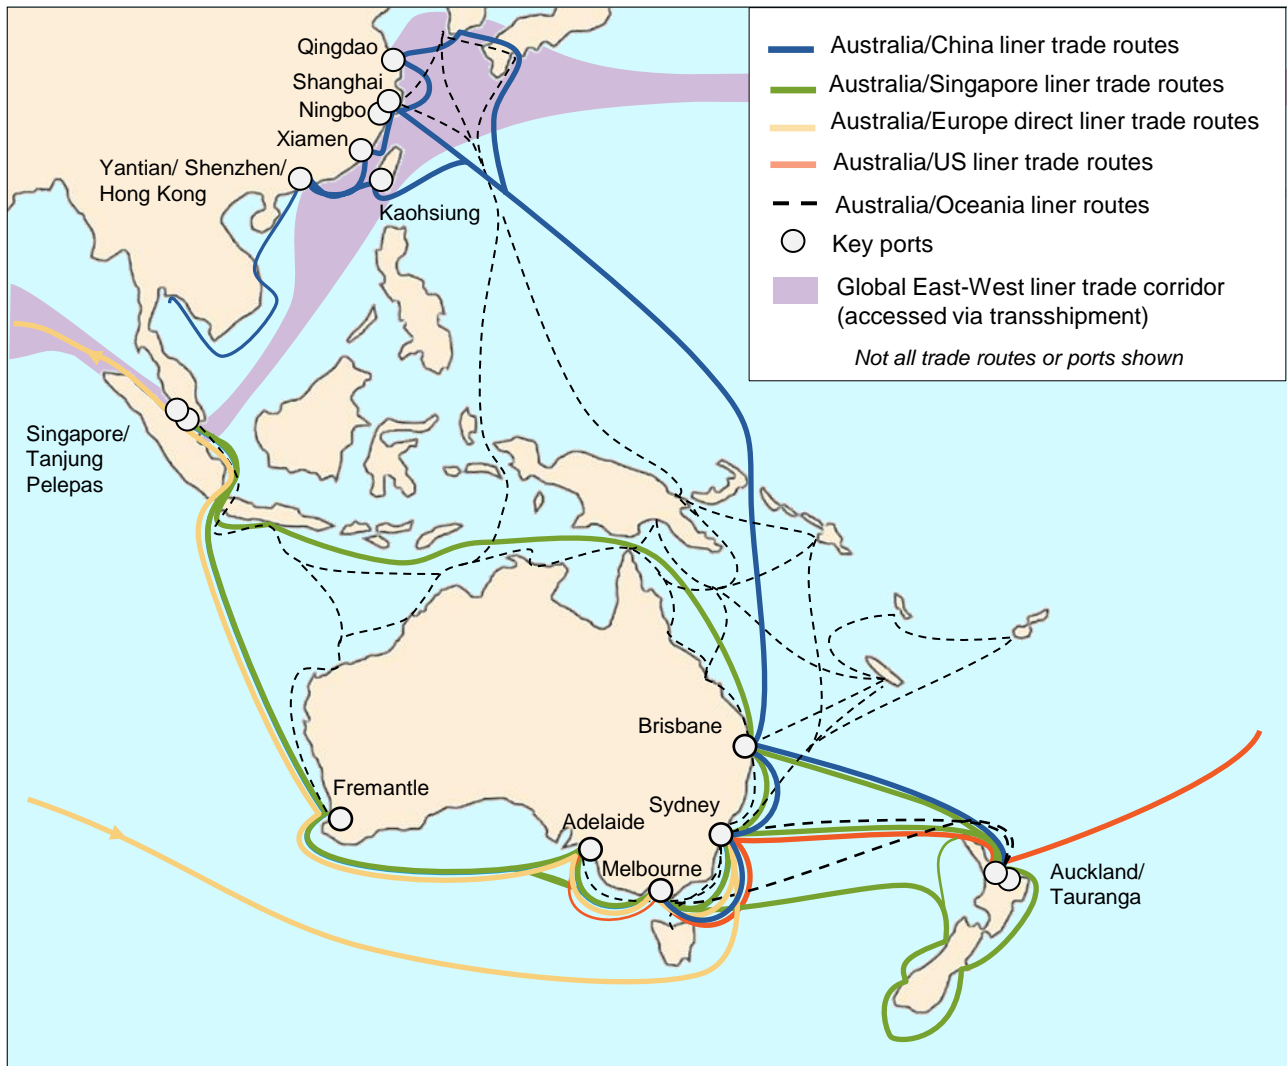 Qingdao
Shanghai
Ningbo
Xiamen
Yantian/ Shenzhen/
Hong Kong
Kaohsiung
Australia/China liner trade routes
Australia/Singapore liner trade routes
Australia/Europe direct liner trade routes
Australia/US liner trade routes
Australia/Oceania liner routes
Key ports
Global East-West liner trade corridor
(accessed via transshipment)
Not all trade routes or ports shown
Singapore/
Tanjung
Pelepas
Brisbane
Fremantle
Sydney
Adelaide
Melbourne
Auckland/
Tauranga